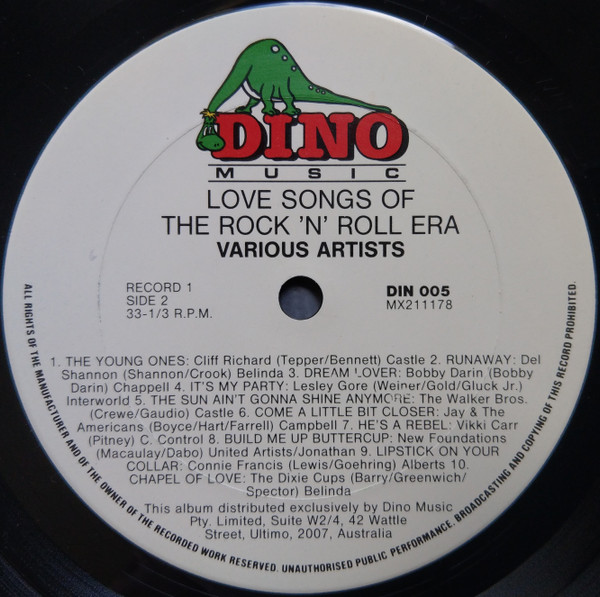 DINO
MUSIC
LOVE SONGS OF
THE ROCK 'N' ROLL ERA
VARIOUS ARTISTS
RECORD 1
SIDE 2
33-1/3 R.P.M.
DIN 005
MX211178
1. THE YOUNG ONES: Cliff Richard (Tepper/Bennett) Castle 2. RUNAWAY: Del
Shannon (Shannon/Crook) Belinda 3. DREAM LOVER: Bobby Darin (Bobby
Darin) Chappell 4. IT'S MY PARTY: Lesley Gore (Weiner/Gold/Gluck Jr.)
Interworld 5. THE SUN AIN'T GONNA SHINE ANYMORE: The Walker Bros.
(Crewe/Gaudio) Castle 6. COME A LITTLE BIT CLOSER: Jay & The
Americans (Boyce/Hart/Farrell) Campbell 7. HE'S A REBEL: Vikki Carr
(Pitney) C. Control 8. BUILD ME UP BUTTERCUP: New Foundations
(Macaulay/Dabo) United Artists/Jonathan 9. LIPSTICK ON YOUR
COLLAR: Connie Francis (Lewis/Goehring) Alberts 10.
CHAPEL OF LOVE: The Dixie Cups (Barry/Greenwich/
Spector) Belinda
This album distributed exclusively by Dino Music
Pty. Limited, Suite W2/4, 42 Wattle
Street, Ultimo, 2007, Australia
ALL RIGHTS OF THE MANUFACTURER AND OF THE OWNER OF THE RECORDED WORK RESERVED. UNAUTHORISED PUBLIC PERFORMANCE, BROADCASTING AND COPYING OF THIS RECORD PROHIBITED.